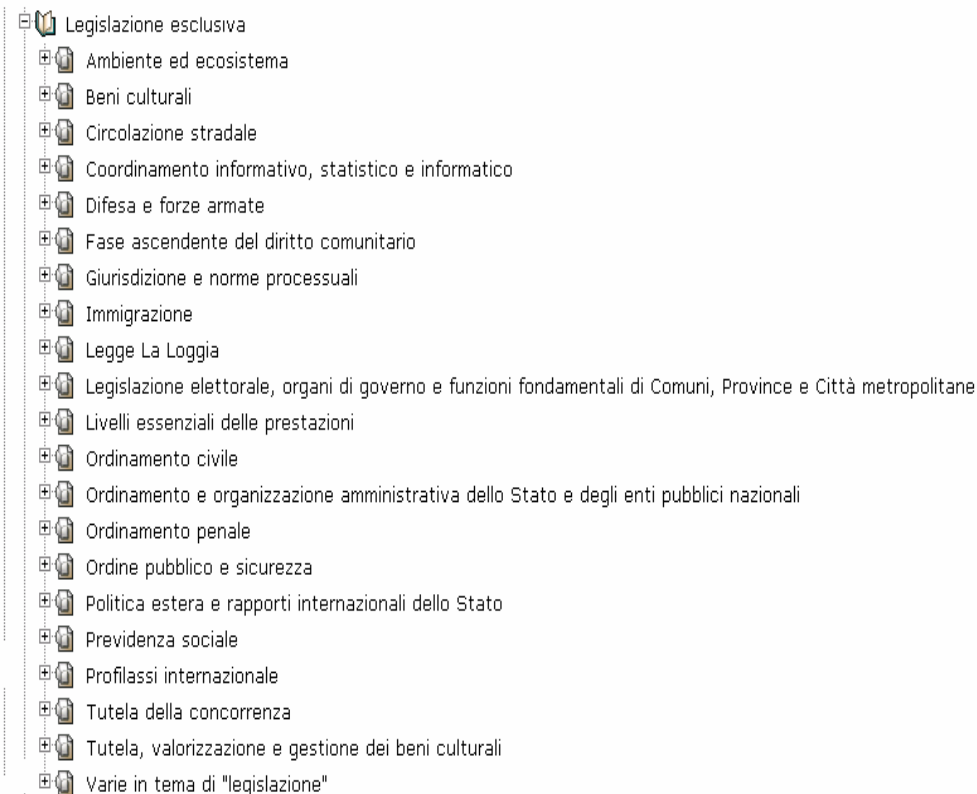 Legislazione esclusiva
Ambiente ed ecosistema
Beni culturali
Circolazione stradale
Coordinamento informativo, statistico e informatico
Difesa e forze armate
Fase ascendente del diritto comunitario
Giurisdizione e norme processuali
Immigrazione
Legge La Loggia
Legislazione elettorale, organi di governo e funzioni fondamentali di Comuni, Province e Città metropolitane
Livelli essenziali delle prestazioni
Ordinamento civile
Ordinamento e organizzazione amministrativa dello Stato e degli enti pubblici nazionali
Ordinamento penale
Ordine pubblico e sicurezza
Politica estera e rapporti internazionali dello Stato
Previdenza sociale
Profilassi internazionale
Tutela della concorrenza
Tutela, valorizzazione e gestione dei beni culturali
Varie in tema di "legislazione"